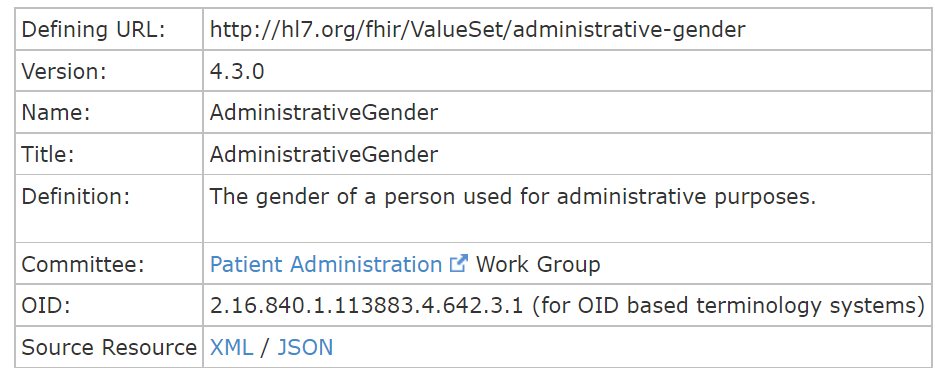 Defining URL: http://hl7.org/fhir/ValueSet/administrative-gender
Version: 4.3.0
Name: AdministrativeGender
Title: AdministrativeGender
Definition: The gender of a person used for administrative purposes.
Committee: Patient Administration Work Group
OID: 2.16.840.1.113883.4.642.3.1 (for OID based terminology systems)
Source Resource XML / JSON